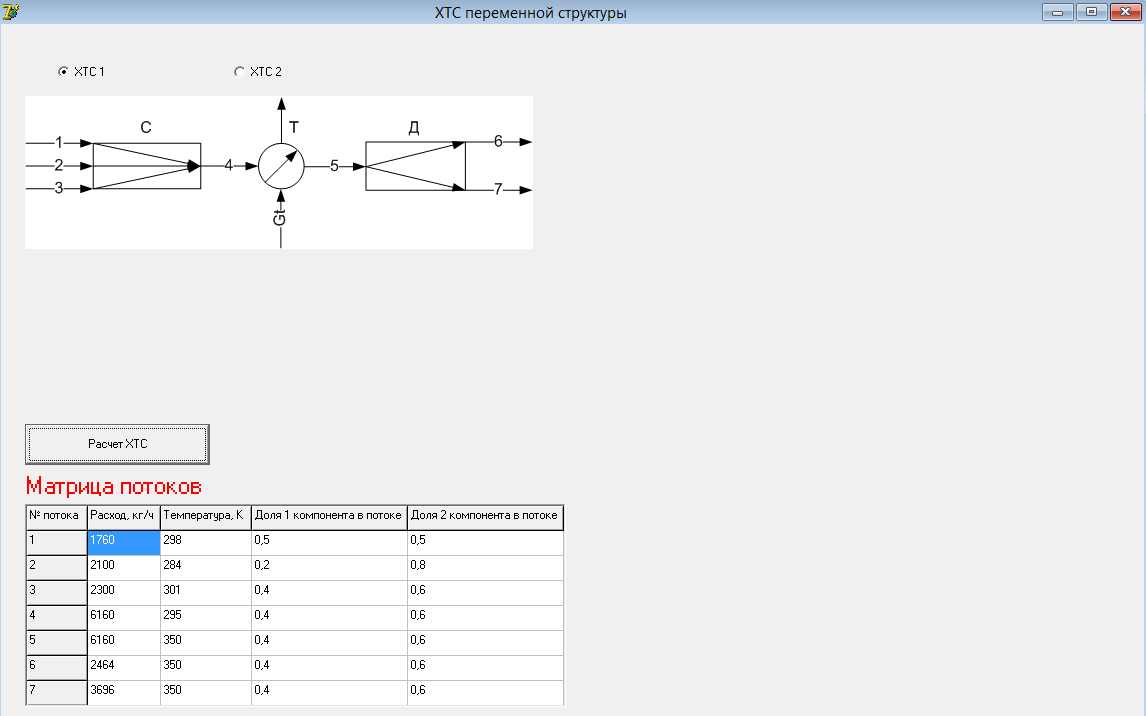 ХТС переменной структуры
ХТС 1 ХТС 2
С Т Д
1 2 3 4 5 6 7
Gt
Расчет ХТС
Матрица потоков
№ потока Расход, кг/ч Температура, К Доля 1 компонента в потоке Доля 2 компонента в потоке
1 1760 298 0,5 0,5
2 2100 284 0,2 0,8
3 2300 301 0,4 0,6
4 6160 295 0,4 0,6
5 6160 350 0,4 0,6
6 2464 350 0,4 0,6
7 3696 350 0,4 0,6